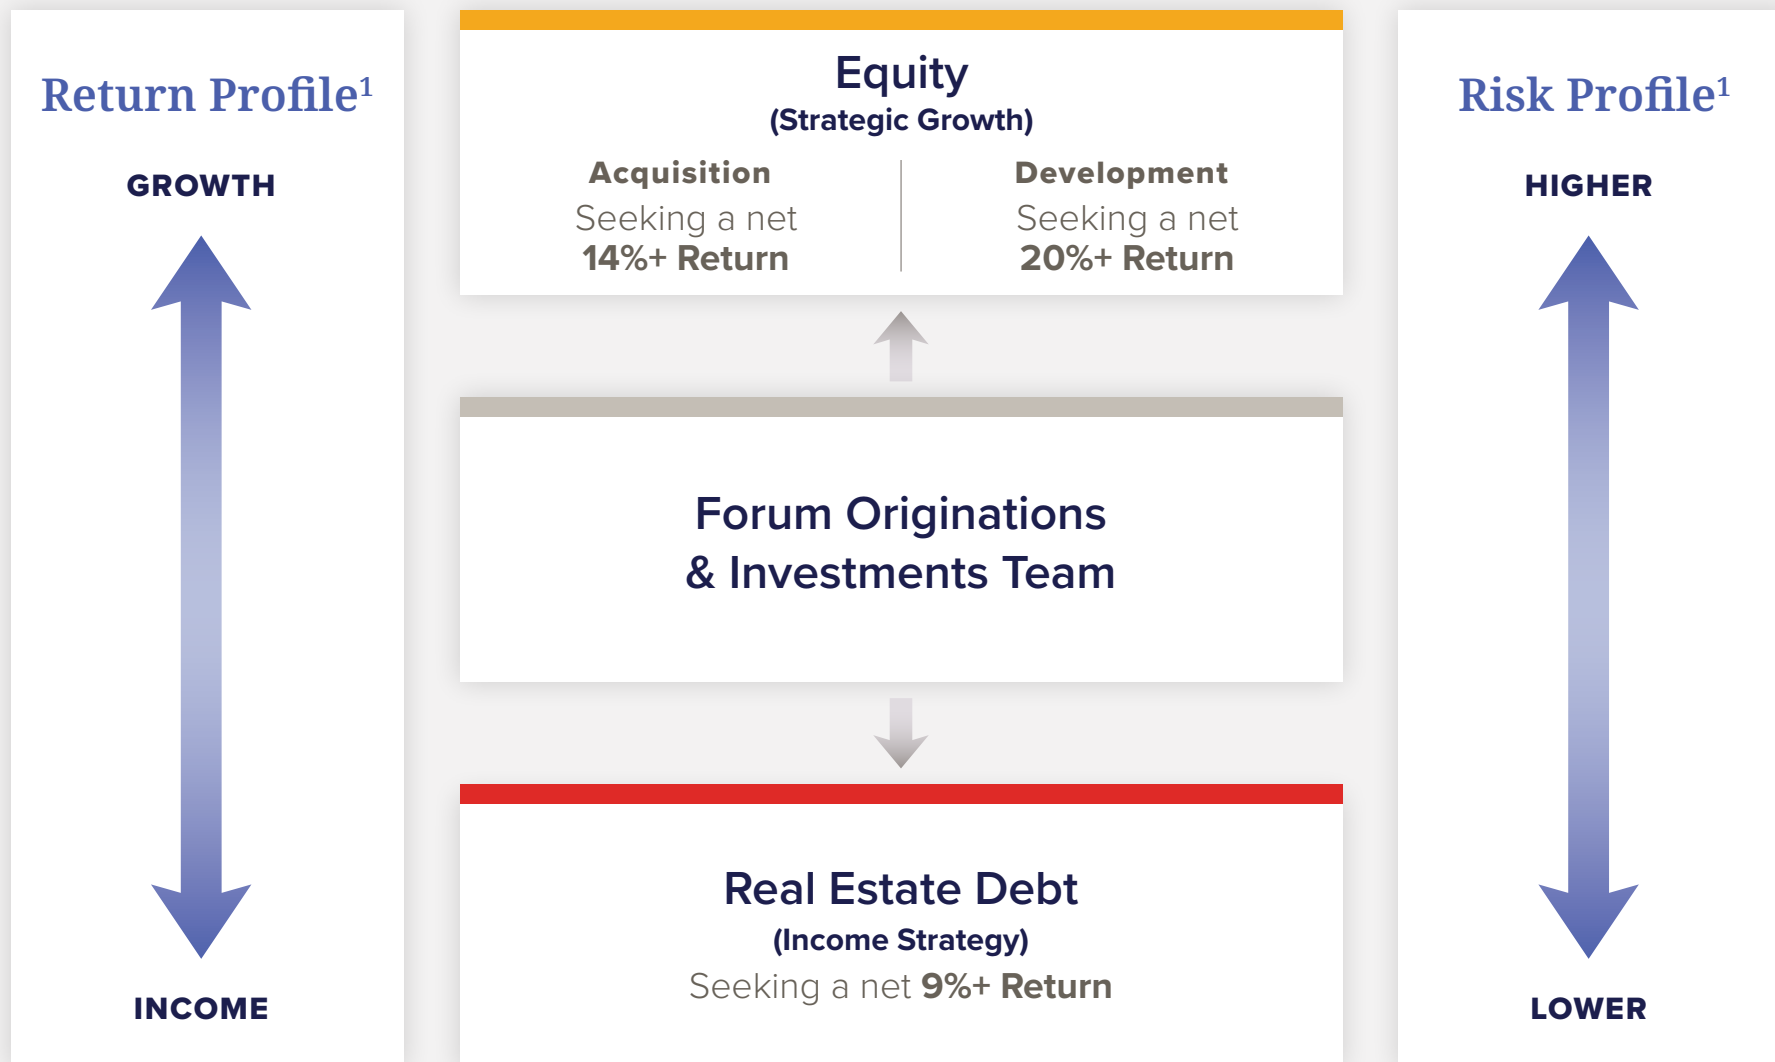 Return Profile¹
GROWTH
INCOME
Equity
(Strategic Growth)
Acquisition
Seeking a net
14%+ Return
Development
Seeking a net
20%+ Return
Forum Originations
& Investments Team
Real Estate Debt
(Income Strategy)
Seeking a net 9%+ Return
Risk Profile¹
HIGHER
LOWER